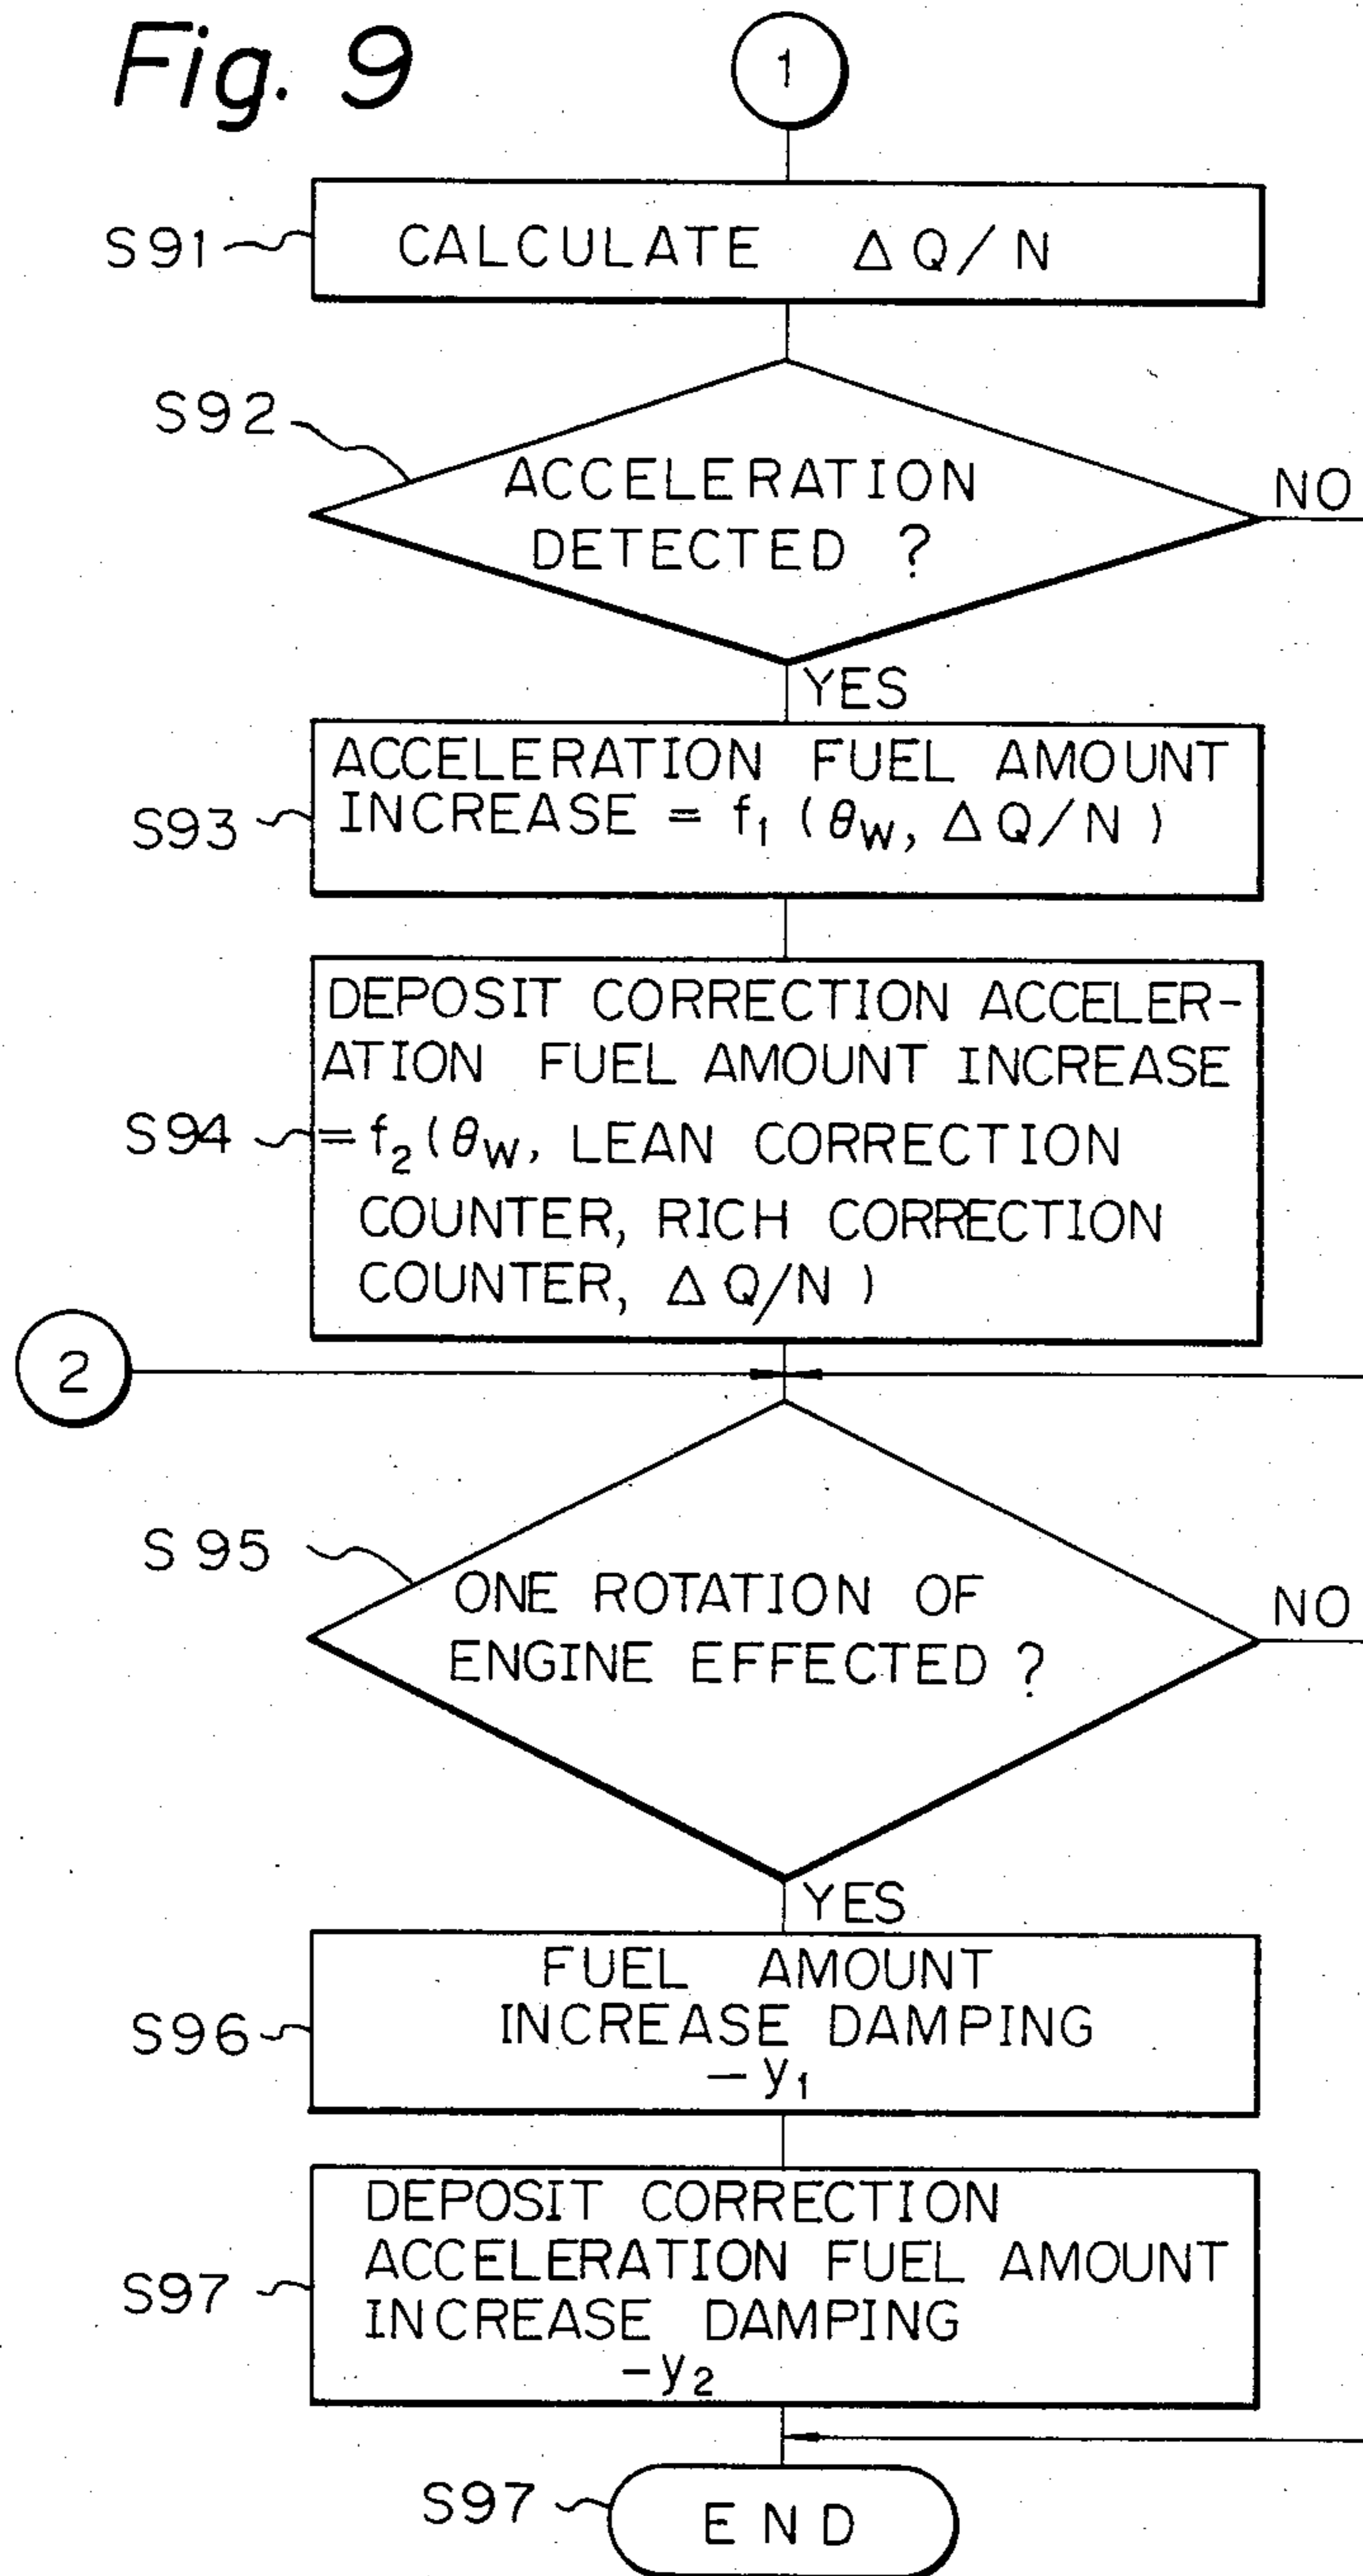 Fig. 9
1
S91
CALCULATE ΔQ/N
S92
ACCELERATION
DETECTED ?
NO
YES
S93
ACCELERATION FUEL AMOUNT
INCREASE = f₁ (θ_W, ΔQ/N)
S94
DEPOSIT CORRECTION ACCELER-
ATION FUEL AMOUNT INCREASE
= f₂ (θ_W, LEAN CORRECTION
COUNTER, RICH CORRECTION
COUNTER, ΔQ/N)
2
S95
ONE ROTATION OF
ENGINE EFFECTED ?
NO
YES
S96
FUEL AMOUNT
INCREASE DAMPING
-y₁
S97
DEPOSIT CORRECTION
ACCELERATION FUEL AMOUNT
INCREASE DAMPING
-y₂
S97
END